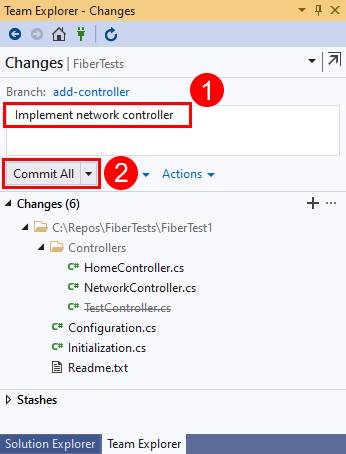 Team Explorer - Changes
Changes | FiberTests
Branch: add-controller
1
Implement network controller
Commit All 2 Actions
Changes (6)
C:\Repos\FiberTests\FiberTest1
Controllers
C# HomeController.cs
C# NetworkController.cs
C# TestController.cs
C# Configuration.cs
C# Initialization.cs
Readme.txt
Stashes
Solution Explorer Team Explorer